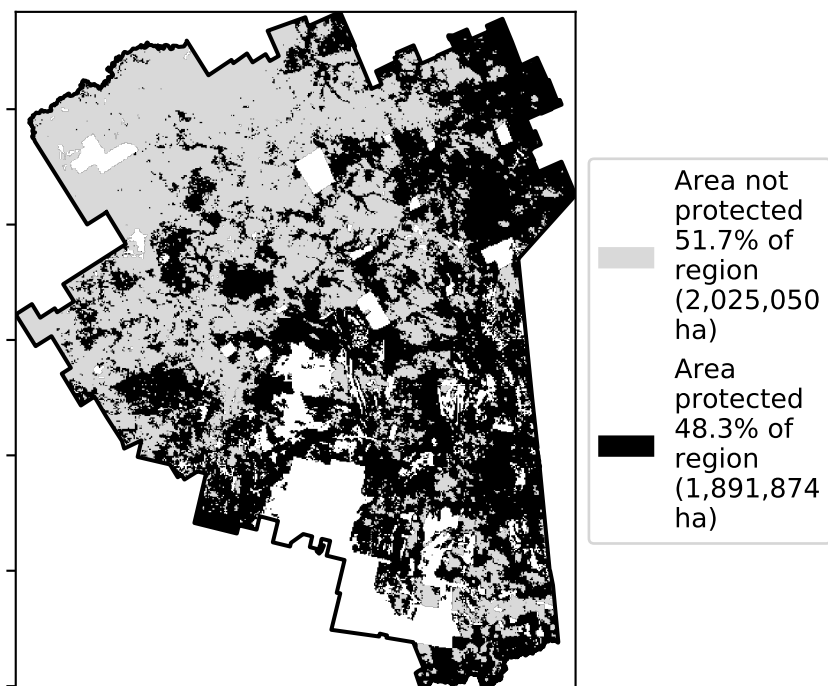 Area not
protected
51.7% of
region
(2,025,050
ha)
Area
protected
48.3% of
region
(1,891,874
ha)